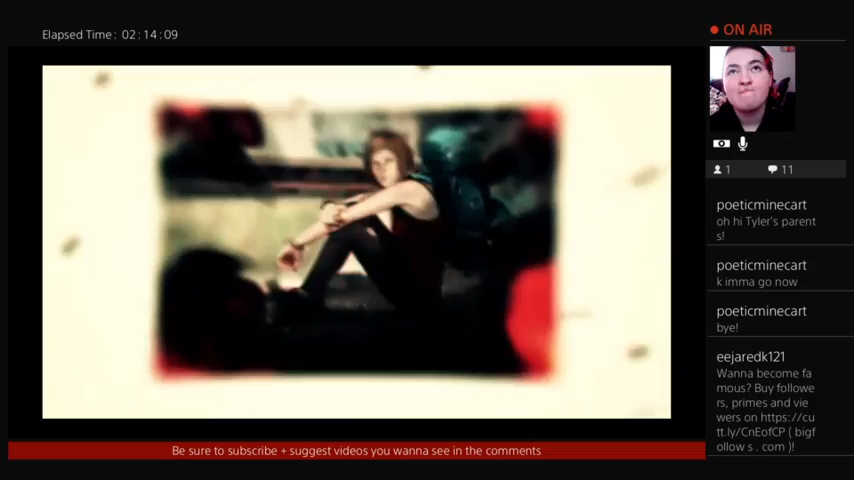 Elapsed Time: 02:14:09
ON AIR
1
11
poeticminecart
oh hi Tyler's parent
s!
poeticminecart
k imma go now
poeticminecart
bye!
eejaredk121
Wanna become fa
mous? Buy followe
rs, primes and vie
wers on https://cu
tt.ly/CnEofCP ( bigf
ollow s . com )!
Be sure to subscribe + suggest videos you wanna see in the comments